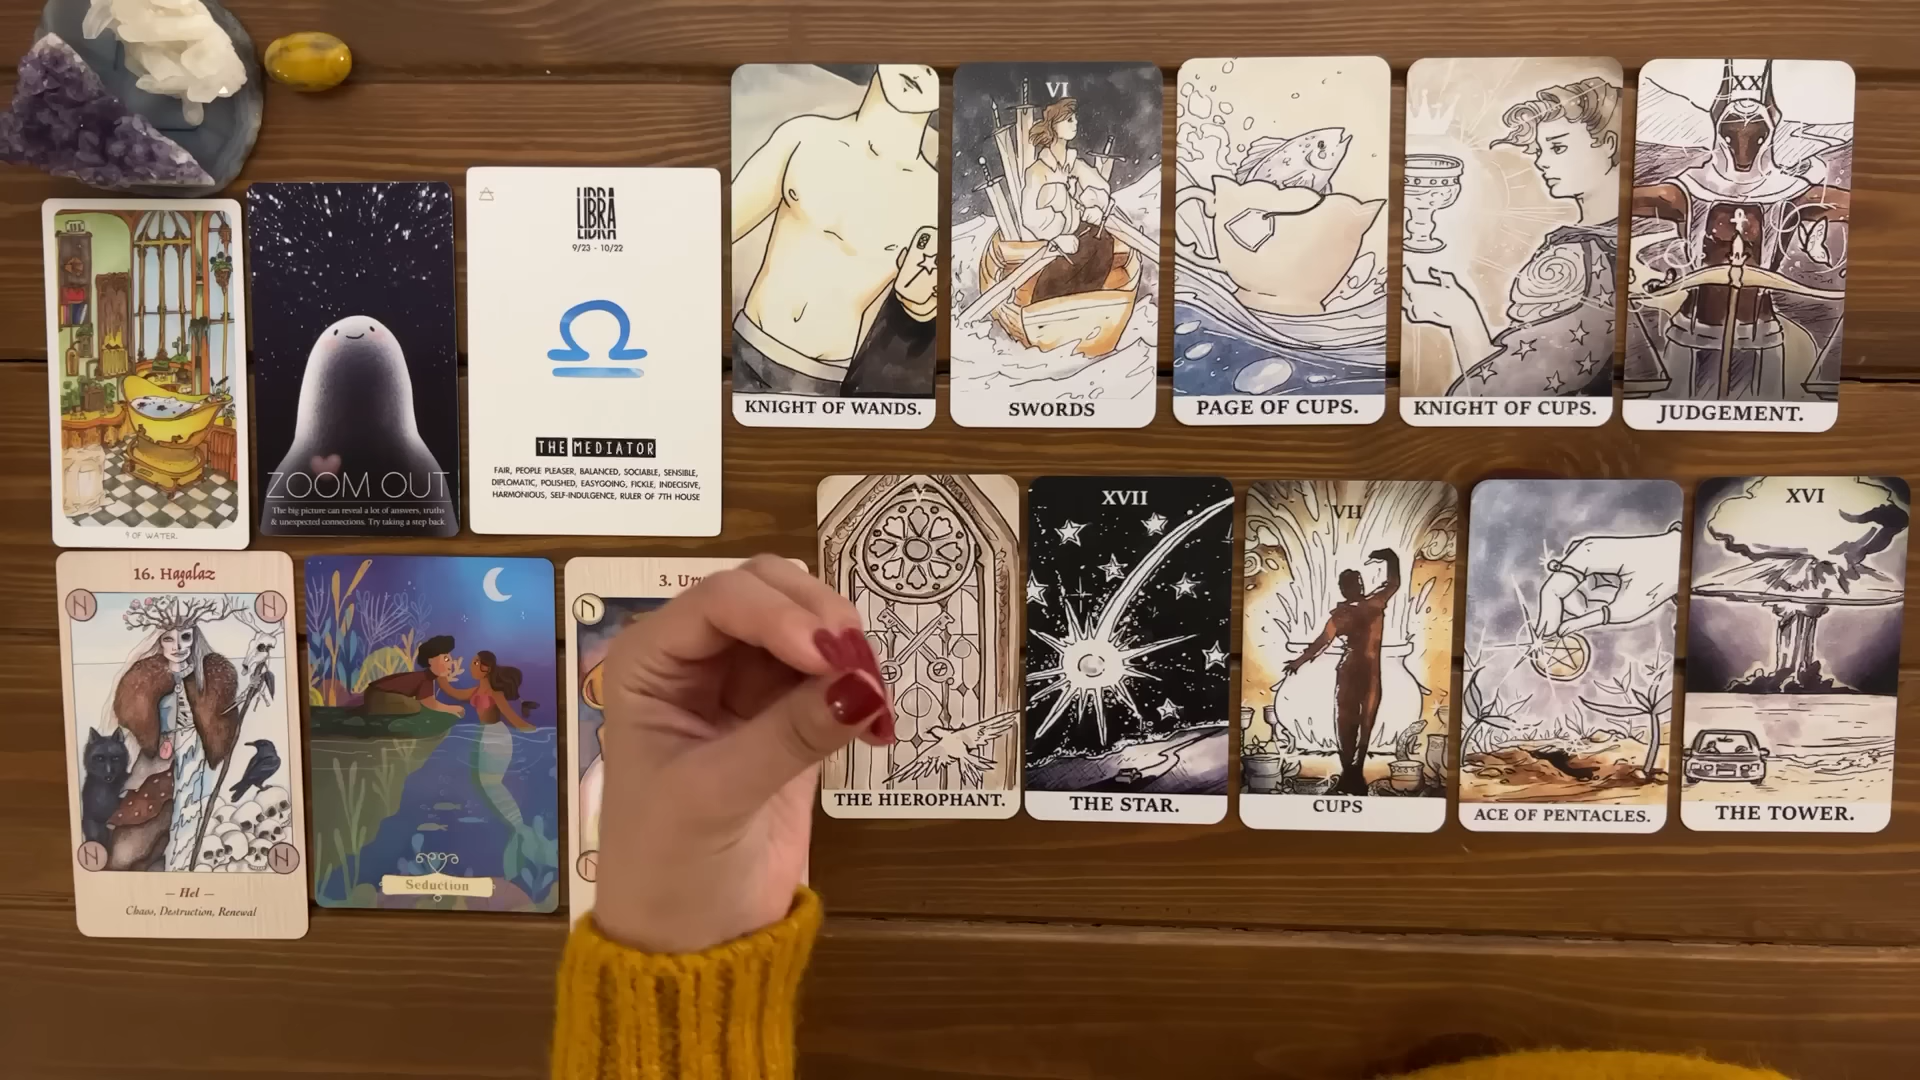 OF WATER.
ZOOM OUT
The big picture can reveal a lot of answers, truths
& unexpected connections. Try taking a step back
LIBRA
9/23 - 10/22
THE MEDIATOR
FAIR, PEOPLE PLEASER, BALANCED, SOCIABLE, SENSIBLE,
DIPLOMATIC, POLISHED, EASYGOING, FICKLE, INDECISIVE,
HARMONIOUS, SELF-INDULGENCE, RULER OF 7TH HOUSE
KNIGHT OF WANDS.
VI
SWORDS
PAGE OF CUPS.
KNIGHT OF CUPS.
XX
JUDGEMENT.
16. Hagalaz
— Hel —
Chaos, Destruction, Renewal
Seduction
3.
V
THE HIEROPHANT.
XVII
THE STAR.
VII
CUPS
ACE OF PENTACLES.
XVI
THE TOWER.